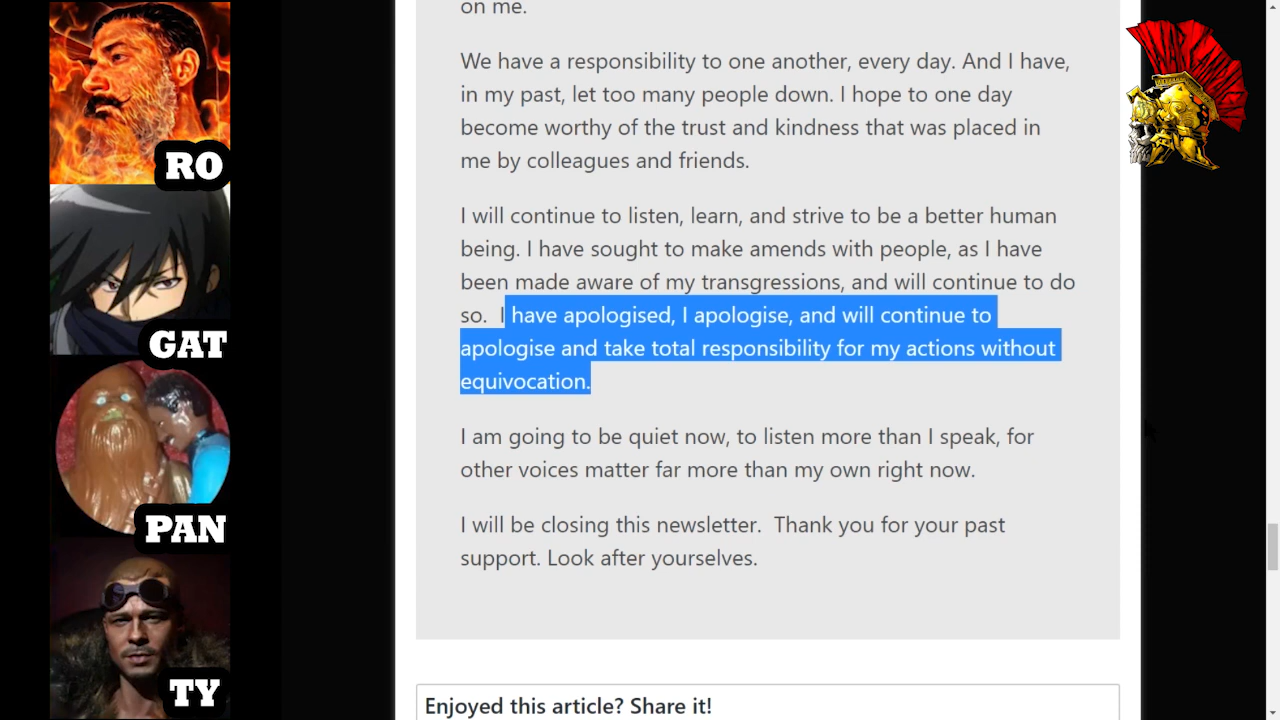 RO
GAT
PAN
TY
on me.
We have a responsibility to one another, every day. And I have,
in my past, let too many people down. I hope to one day
become worthy of the trust and kindness that was placed in
me by colleagues and friends.
I will continue to listen, learn, and strive to be a better human
being. I have sought to make amends with people, as I have
been made aware of my transgressions, and will continue to do
so.  I have apologised, I apologise, and will continue to
apologise and take total responsibility for my actions without
equivocation.
I am going to be quiet now, to listen more than I speak, for
other voices matter far more than my own right now.
I will be closing this newsletter.  Thank you for your past
support. Look after yourselves.
Enjoyed this article? Share it!